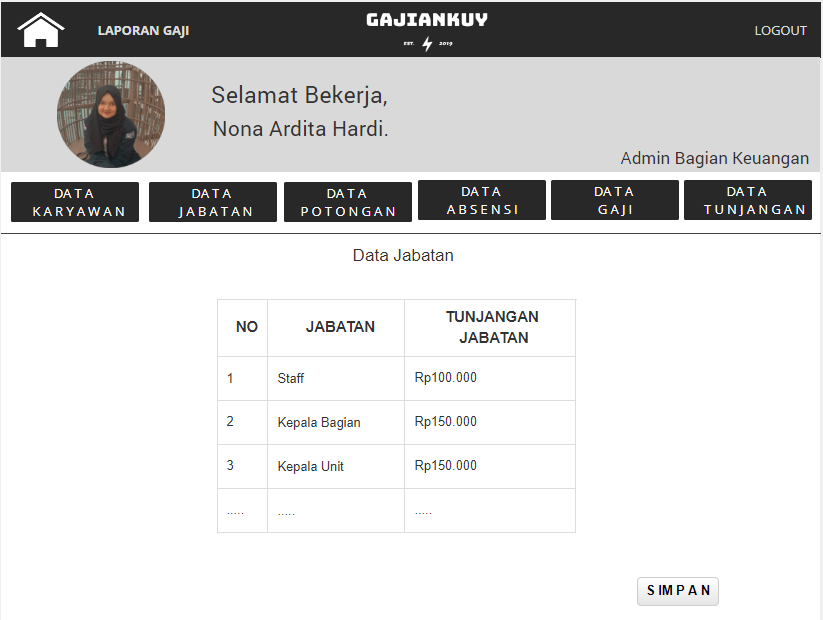 LAPORAN GAJI
GAJIANKUY
EST. 2019
LOGOUT
Selamat Bekerja,
Nona Ardita Hardi.
Admin Bagian Keuangan
DATA
KARYAWAN
DATA
JABATAN
DATA
POTONGAN
DATA
ABSENSI
DATA
GAJI
DATA
TUNJANGAN
Data Jabatan
NO JABATAN TUNJANGAN
JABATAN
1 Staff Rp100.000
2 Kepala Bagian Rp150.000
3 Kepala Unit Rp150.000
..... ..... .....
SIMPAN